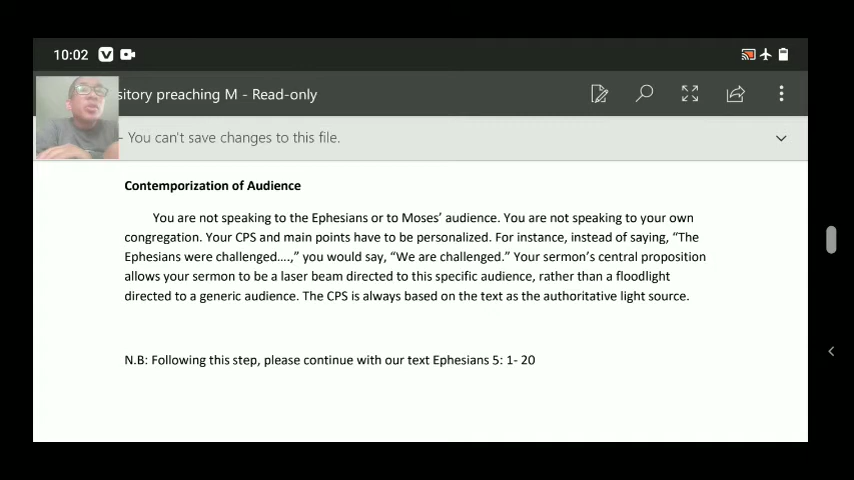 10:02
sitory preaching M - Read-only
- You can't save changes to this file.
Contemporization of Audience
You are not speaking to the Ephesians or to Moses' audience. You are not speaking to your own
congregation. Your CPS and main points have to be personalized. For instance, instead of saying, “The
Ephesians were challenged….,” you would say, “We are challenged.” Your sermon's central proposition
allows your sermon to be a laser beam directed to this specific audience, rather than a floodlight
directed to a generic audience. The CPS is always based on the text as the authoritative light source.
N.B: Following this step, please continue with our text Ephesians 5: 1- 20